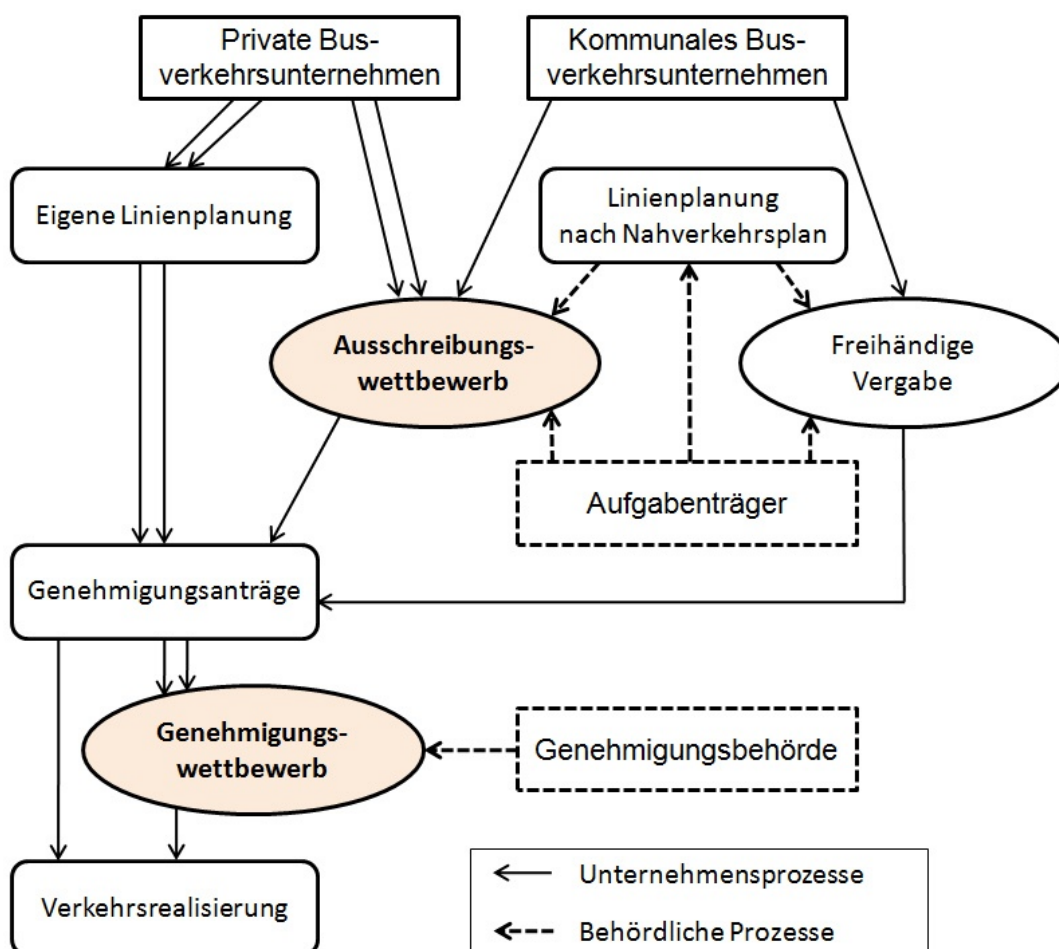 Private Bus-
verkehrsunternehmen
Kommunales Bus-
verkehrsunternehmen
Eigene Linienplanung
Linienplanung
nach Nahverkehrsplan
Ausschreibungs-
wettbewerb
Freihändige
Vergabe
Aufgabenträger
Genehmigungsanträge
Genehmigungs-
wettbewerb
Genehmigungsbehörde
Verkehrsrealisierung
Unternehmensprozesse
Behördliche Prozesse